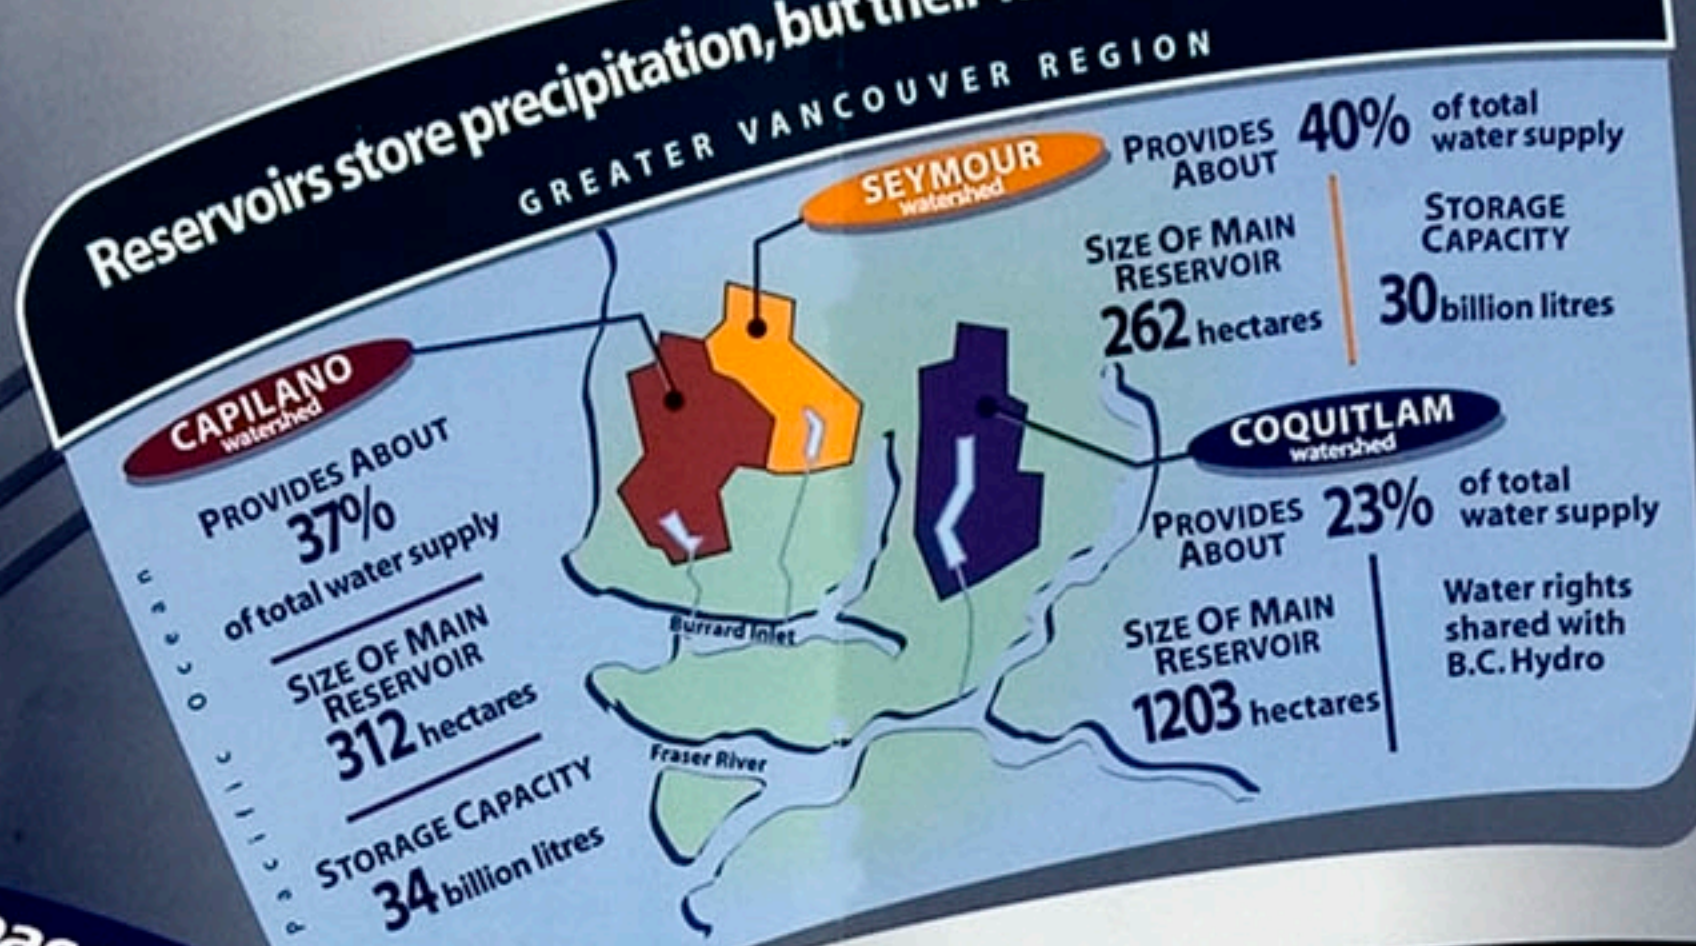 Reservoirs store precipitation, but their
GREATER VANCOUVER REGION
SEYMOUR
watershed
PROVIDES
ABOUT
40%
of total
water supply
SIZE OF MAIN
RESERVOIR
262 hectares
STORAGE
CAPACITY
30 billion litres
CAPILANO
watershed
PROVIDES ABOUT
37%
of total water supply
SIZE OF MAIN
RESERVOIR
312 hectares
STORAGE CAPACITY
34 billion litres
COQUITLAM
watershed
PROVIDES
ABOUT
23%
of total
water supply
SIZE OF MAIN
RESERVOIR
1203 hectares
Water rights
shared with
B.C. Hydro
Burrard Inlet
Fraser River
Pacific Ocean